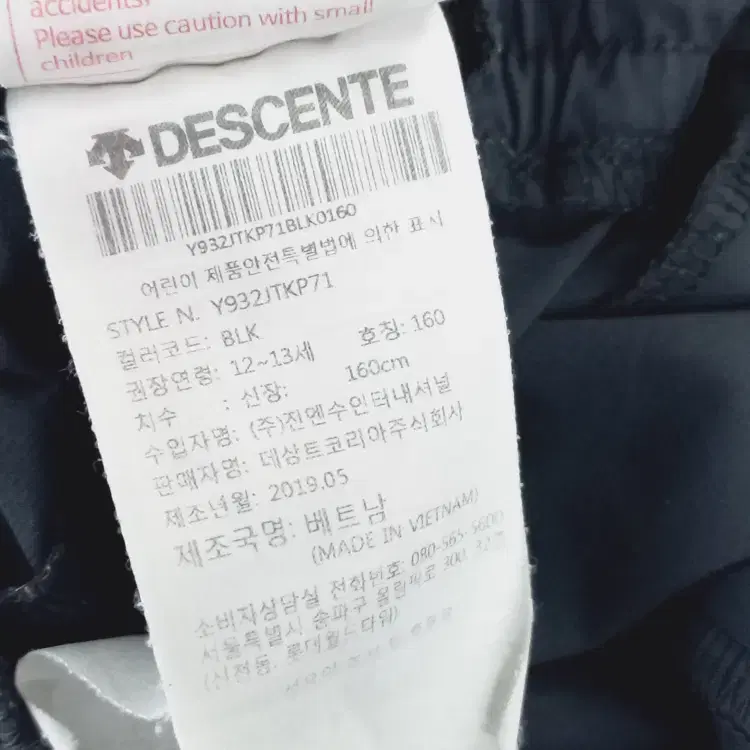 accidents.
Please use caution with small
children
DESCENTE
Y932JTKP71BLK0160
어린이 제품안전특별법에 의한 표시
STYLE N. Y932JTKP71
컬러코드: BLK
권장연령: 12~13세 호칭: 160
치수 : 신장: 160cm
수입자명: (주)진엔수인터내셔널
판매자명: 데상트코리아주식회사
제조년월: 2019.05
제조국명: 베트남
(MADE IN VIETNAM)
소비자상담실 전화번호: 080-565-5600
서울특별시 송파구 올림픽로 300, 32층
(신천동, 롯데월드타워)